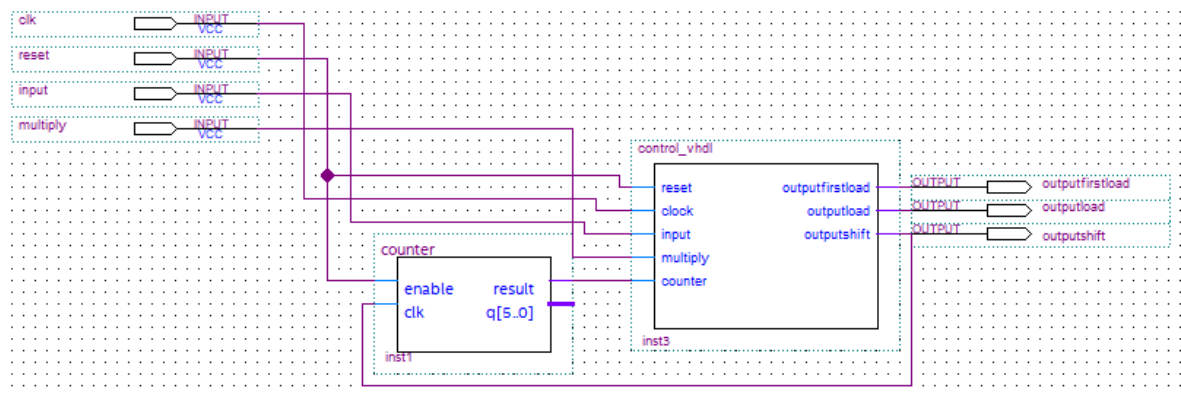 clk INPUT VCC
reset INPUT VCC
input INPUT VCC
multiply INPUT VCC
control_vhdl
reset outputfirstload OUTPUT outputfirstload
clock outputload OUTPUT outputload
input outputshift OUTPUT outputshift
multiply
counter
inst3
counter
enable result
clk q[5..0]
inst1